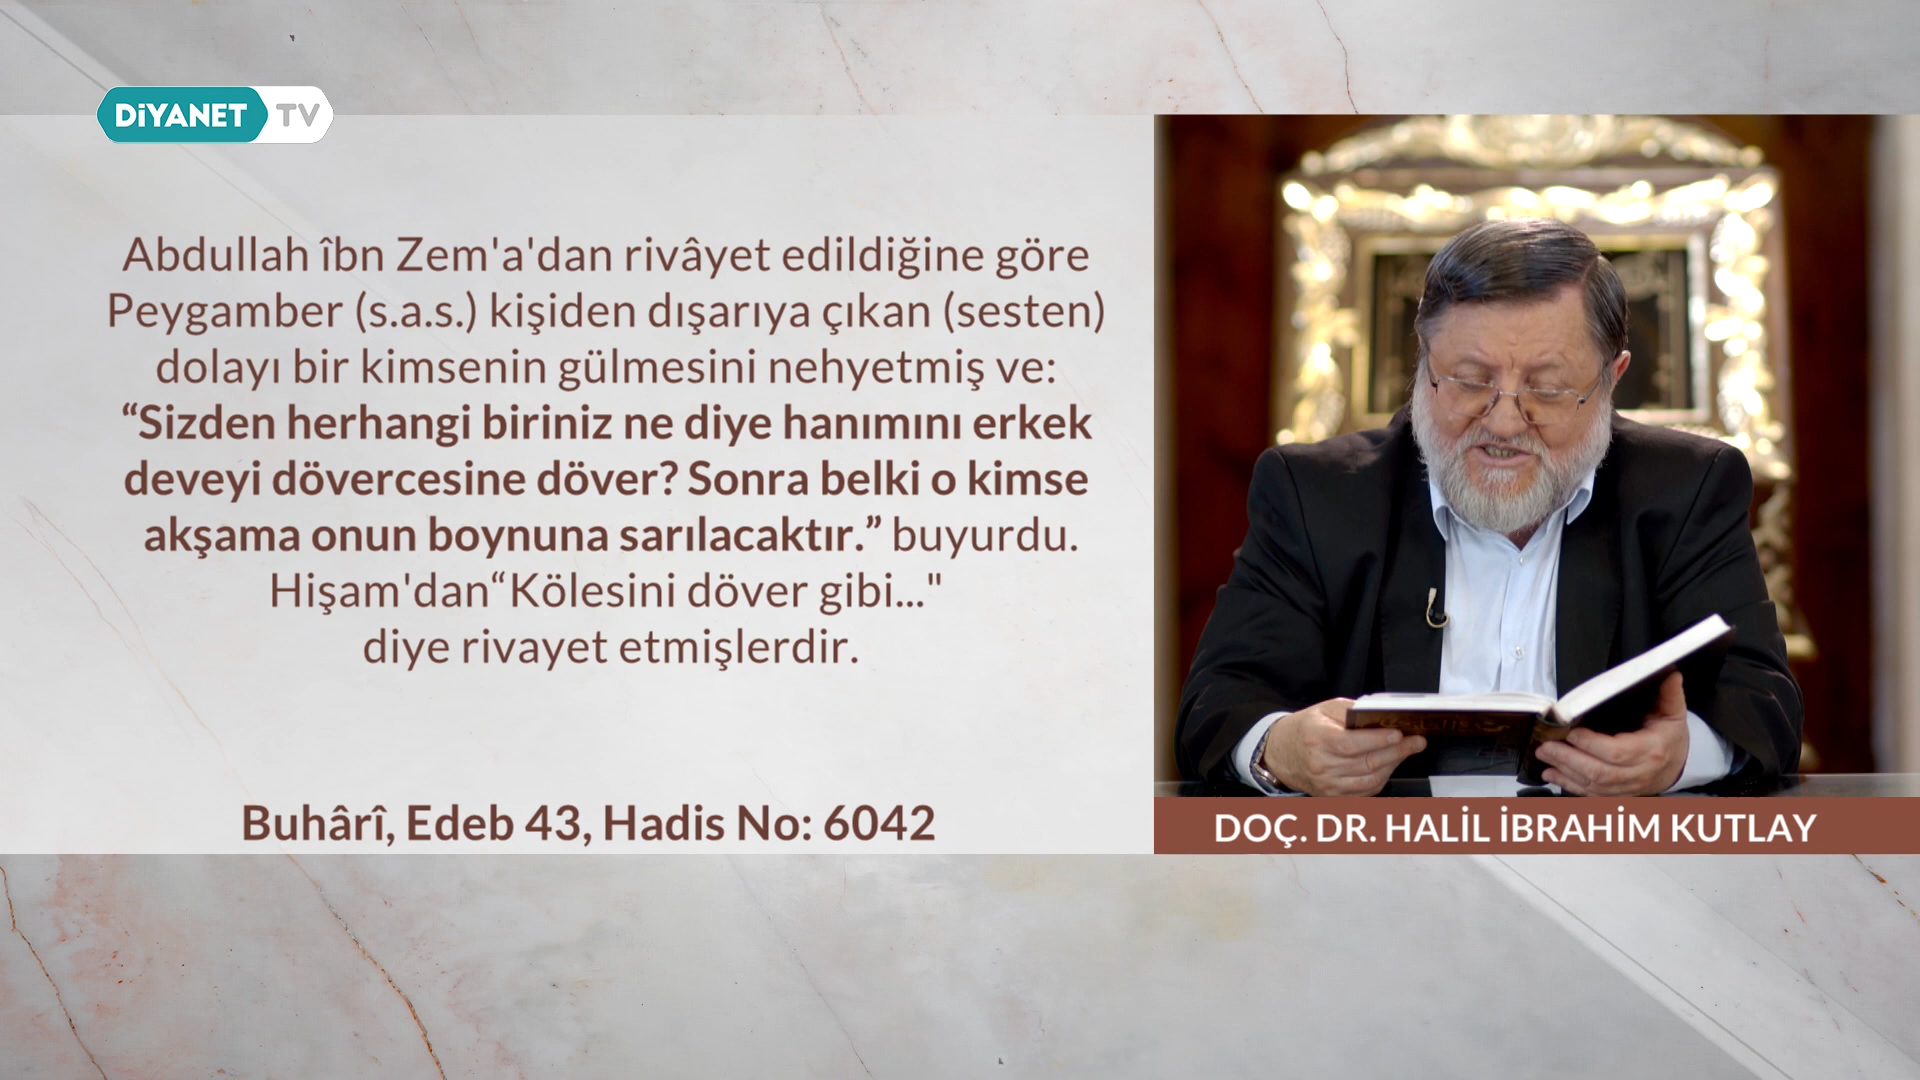 DİYANET TV
Abdullah îbn Zem'a'dan rivâyet edildiğine göre
Peygamber (s.a.s.) kişiden dışarıya çıkan (sesten)
dolayı bir kimsenin gülmesini nehyetmiş ve:
“Sizden herhangi biriniz ne diye hanımını erkek
deveyi dövercesine döver? Sonra belki o kimse
akşama onun boynuna sarılacaktır.” buyurdu.
Hişam'dan“Kölesini döver gibi..."
diye rivayet etmişlerdir.
Buhârî, Edeb 43, Hadis No: 6042
DOÇ. DR. HALİL İBRAHİM KUTLAY